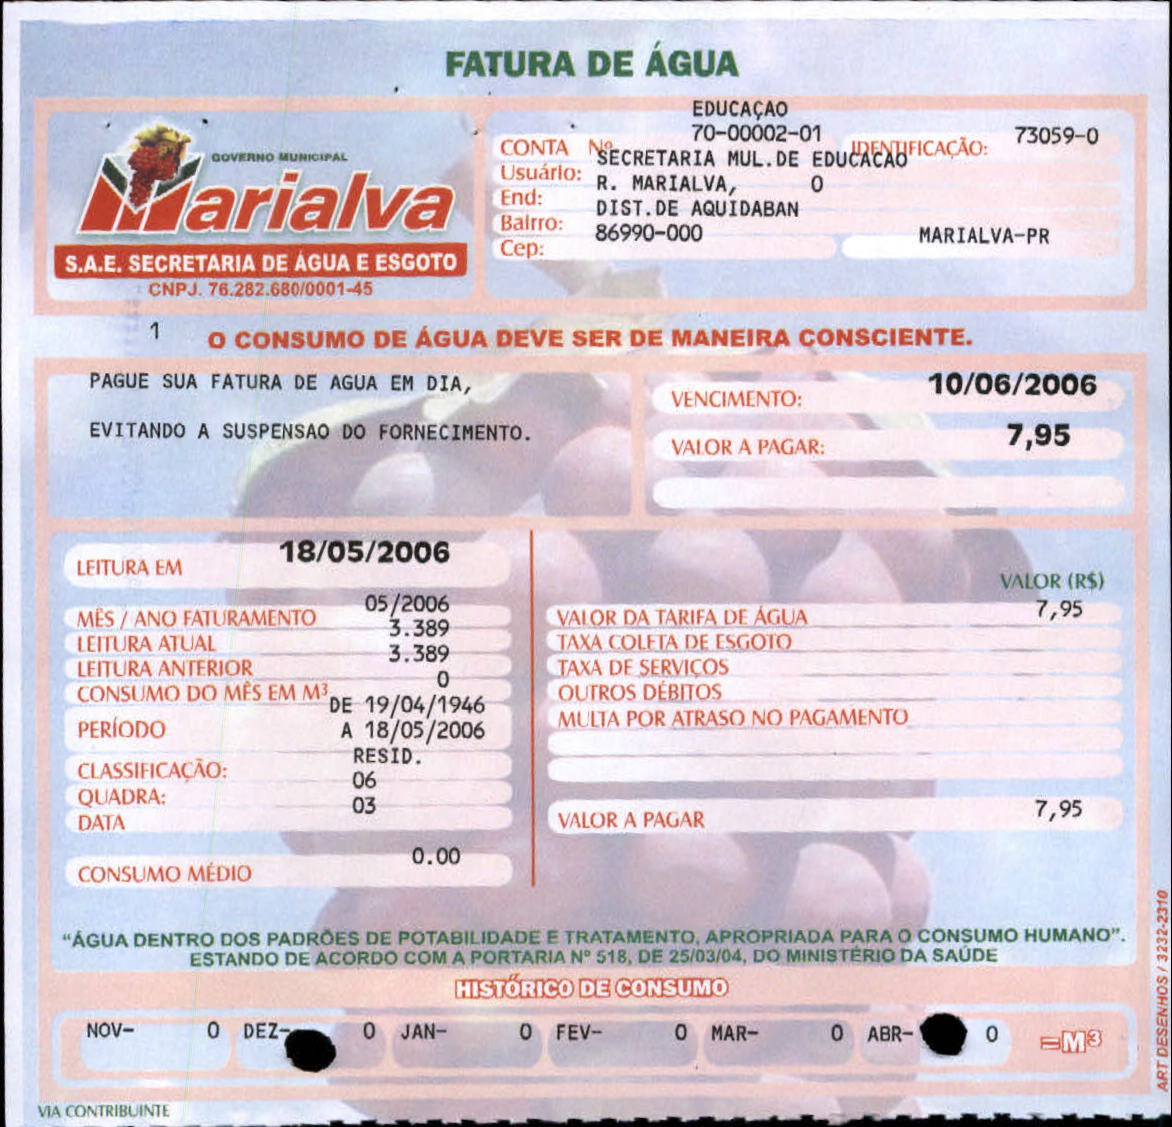 FATURA DE ÁGUA
EDUCAÇAO
CONTA Nº 70-00002-01 IDENTIFICAÇÃO: 73059-0
Usuário: SECRETARIA MUL.DE EDUCACAO
End: R. MARIALVA, 0
Bairro: DIST.DE AQUIDABAN
Cep: 86990-000 MARIALVA-PR
GOVERNO MUNICIPAL
Marialva
S.A.E. SECRETARIA DE ÁGUA E ESGOTO
CNPJ. 76.282.680/0001-45
1 O CONSUMO DE ÁGUA DEVE SER DE MANEIRA CONSCIENTE.
PAGUE SUA FATURA DE AGUA EM DIA,
EVITANDO A SUSPENSAO DO FORNECIMENTO.
VENCIMENTO: 10/06/2006
VALOR A PAGAR: 7,95
LEITURA EM 18/05/2006
MÊS / ANO FATURAMENTO 05/2006
LEITURA ATUAL 3.389
LEITURA ANTERIOR 3.389
CONSUMO DO MÊS EM M³ 0
PERÍODO DE 19/04/1946
A 18/05/2006
CLASSIFICAÇÃO: RESID.
QUADRA: 06
DATA 03
CONSUMO MÉDIO 0.00
VALOR (R$)
VALOR DA TARIFA DE ÁGUA 7,95
TAXA COLETA DE ESGOTO
TAXA DE SERVIÇOS
OUTROS DÉBITOS
MULTA POR ATRASO NO PAGAMENTO
VALOR A PAGAR 7,95
“ÁGUA DENTRO DOS PADRÕES DE POTABILIDADE E TRATAMENTO, APROPRIADA PARA O CONSUMO HUMANO”.
ESTANDO DE ACORDO COM A PORTARIA Nº 518, DE 25/03/04, DO MINISTÉRIO DA SAÚDE
HISTÓRICO DE CONSUMO
NOV- 0 DEZ- 0 JAN- 0 FEV- 0 MAR- 0 ABR- 0 =M³
VIA CONTRIBUINTE
ART DESENHOS / 3232-2310